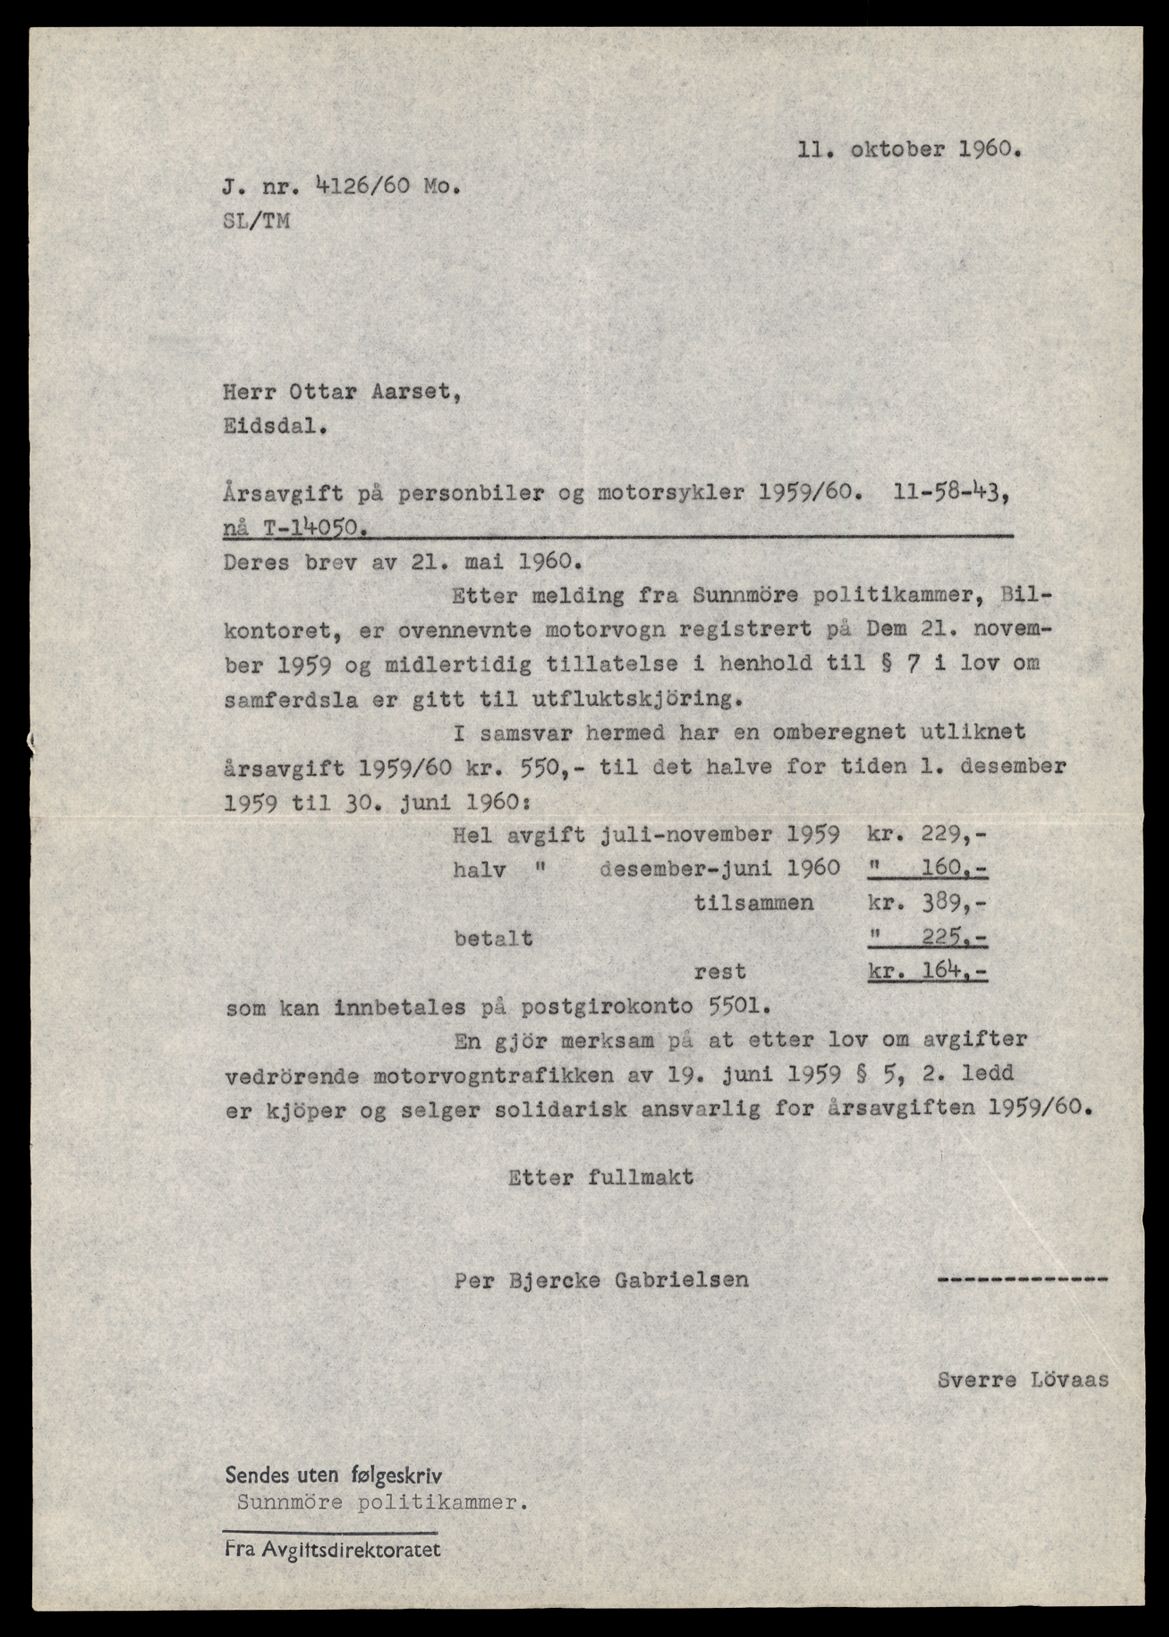 11. oktober 1960.
J. nr. 4126/60 Mo.
SL/TM
Herr Ottar Aarset,
Eidsdal.
Årsavgift på personbiler og motorsykler 1959/60. 11-58-43,
nå T-14050.
Deres brev av 21. mai 1960.
Etter melding fra Sunnmöre politikammer, Bil-
kontoret, er ovennevnte motorvogn registrert på Dem 21. novem-
ber 1959 og midlertidig tillatelse i henhold til § 7 i lov om
samferdsla er gitt til utfluktskjöring.
I samsvar hermed har en omberegnet utliknet
årsavgift 1959/60 kr. 550,- til det halve for tiden 1. desember
1959 til 30. juni 1960:
Hel avgift juli-november 1959 kr. 229,-
halv " desember-juni 1960 " 160,-
tilsammen kr. 389,-
betalt " 225,-
rest kr. 164,-
som kan innbetales på postgirokonto 5501.
En gjör merksam på at etter lov om avgifter
vedrörende motorvogntrafikken av 19. juni 1959 § 5, 2. ledd
er kjöper og selger solidarisk ansvarlig for årsavgiften 1959/60.
Etter fullmakt
Per Bjercke Gabrielsen -------------
Sverre Lövaas
Sendes uten følgeskriv
Sunnmöre politikammer.
Fra Avgiftsdirektoratet